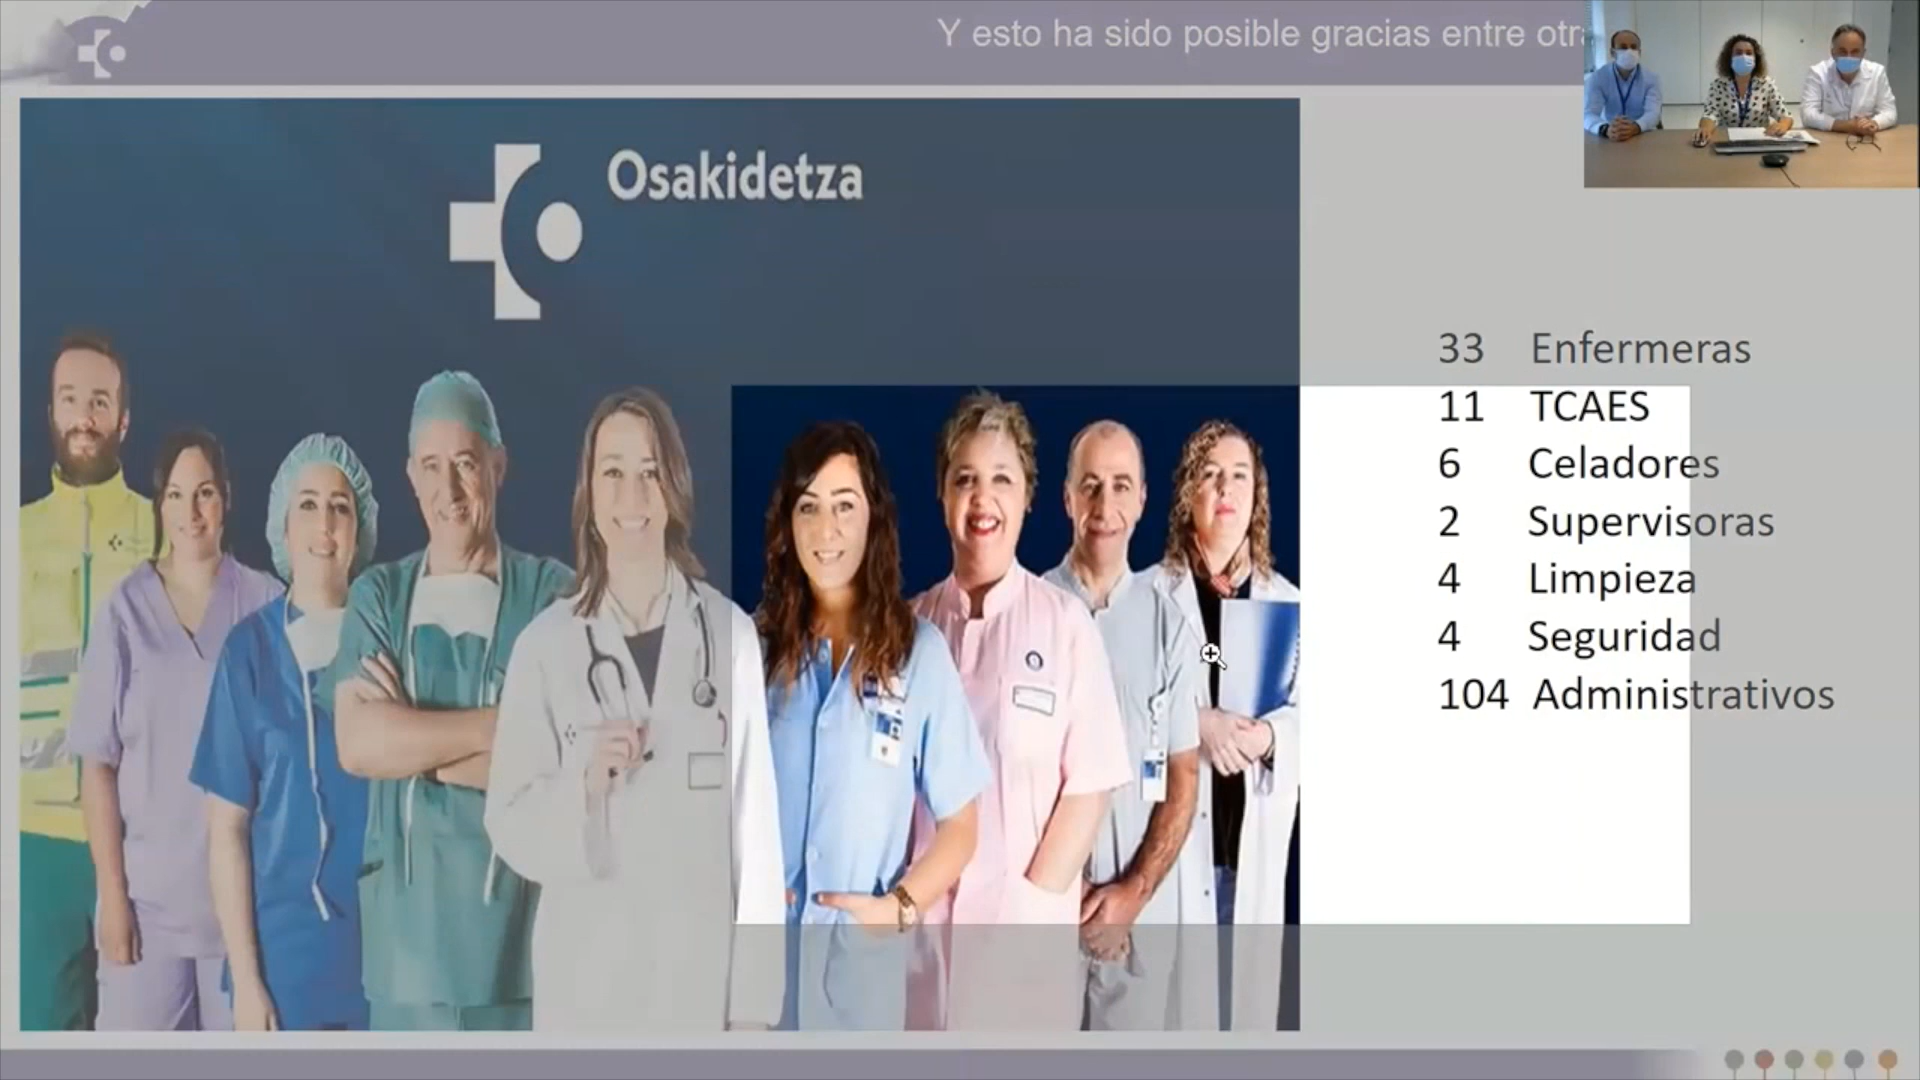 Y esto ha sido posible gracias entre
Osakidetza
33 Enfermeras
11 TCAES
6 Celadores
2 Supervisoras
4 Limpieza
4 Seguridad
104 Administrativos